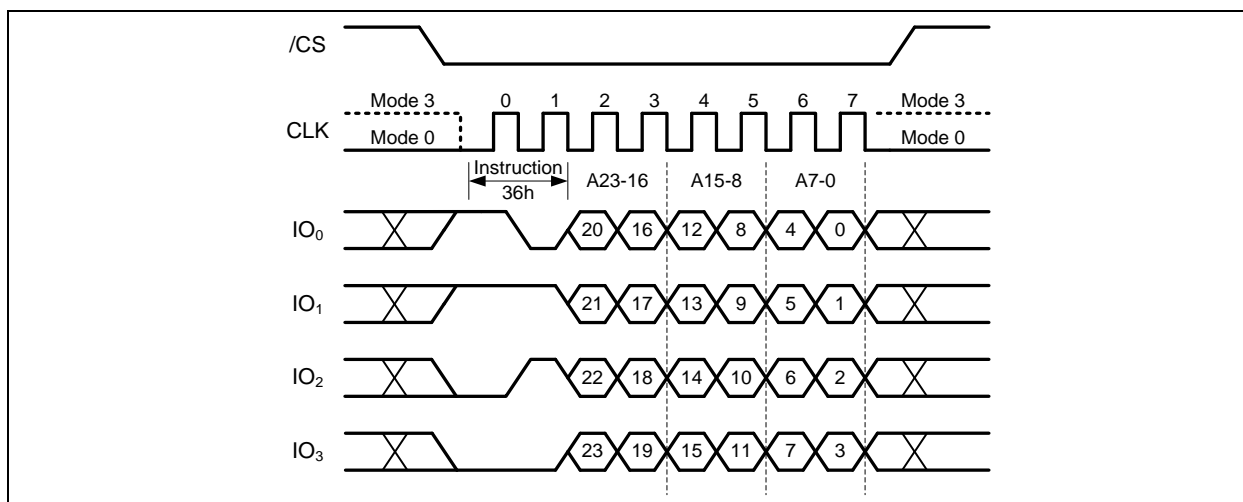 /CS
Mode 3 0 1 2 3 4 5 6 7 Mode 3
CLK
Mode 0 Mode 0
Instruction
36h A23-16 A15-8 A7-0
IO₀ 20 16 12 8 4 0
IO₁ 21 17 13 9 5 1
IO₂ 22 18 14 10 6 2
IO₃ 23 19 15 11 7 3